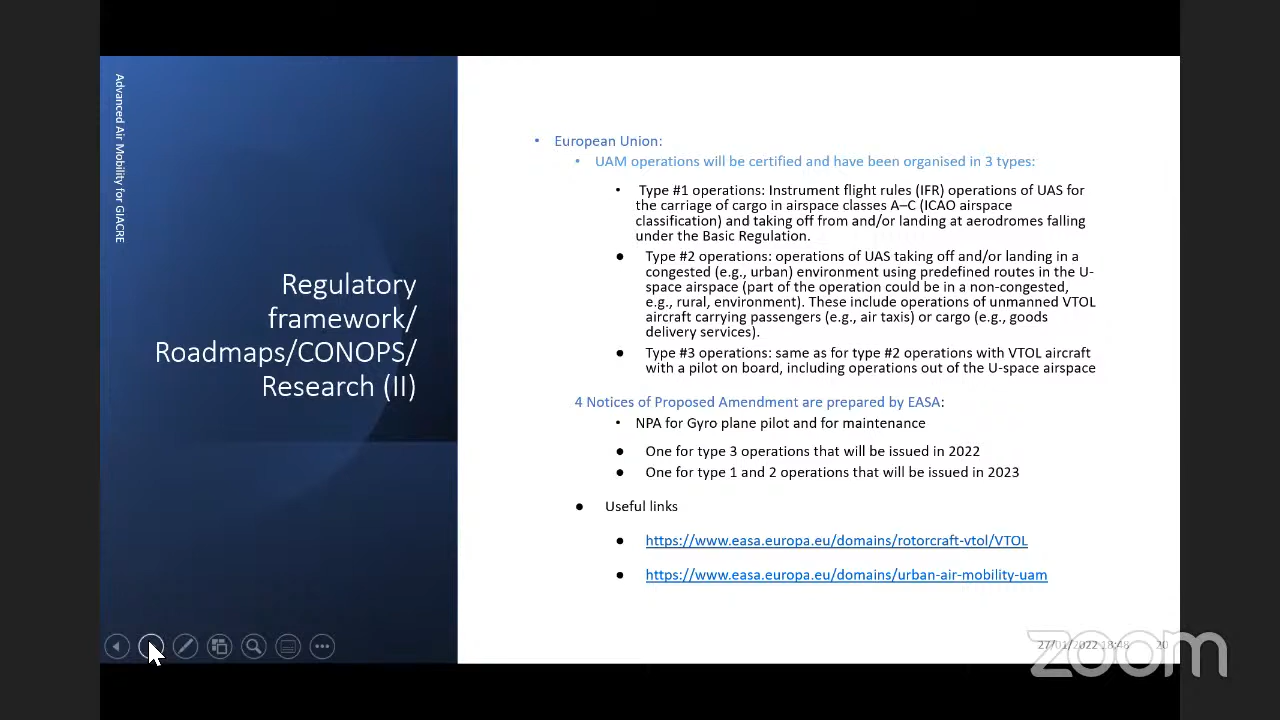 Advanced Air Mobility for GIACRE
Regulatory
framework/
Roadmaps/CONOPS/
Research (II)
• European Union:
• UAM operations will be certified and have been organised in 3 types:
• Type #1 operations: Instrument flight rules (IFR) operations of UAS for
the carriage of cargo in airspace classes A–C (ICAO airspace
classification) and taking off from and/or landing at aerodromes falling
under the Basic Regulation.
● Type #2 operations: operations of UAS taking off and/or landing in a
congested (e.g., urban) environment using predefined routes in the U-
space airspace (part of the operation could be in a non-congested,
e.g., rural, environment). These include operations of unmanned VTOL
aircraft carrying passengers (e.g., air taxis) or cargo (e.g., goods
delivery services).
● Type #3 operations: same as for type #2 operations with VTOL aircraft
with a pilot on board, including operations out of the U-space airspace
4 Notices of Proposed Amendment are prepared by EASA:
• NPA for Gyro plane pilot and for maintenance
● One for type 3 operations that will be issued in 2022
● One for type 1 and 2 operations that will be issued in 2023
● Useful links
● https://www.easa.europa.eu/domains/rotorcraft-vtol/VTOL
● https://www.easa.europa.eu/domains/urban-air-mobility-uam
27/01/2022 18:48 20
zoom